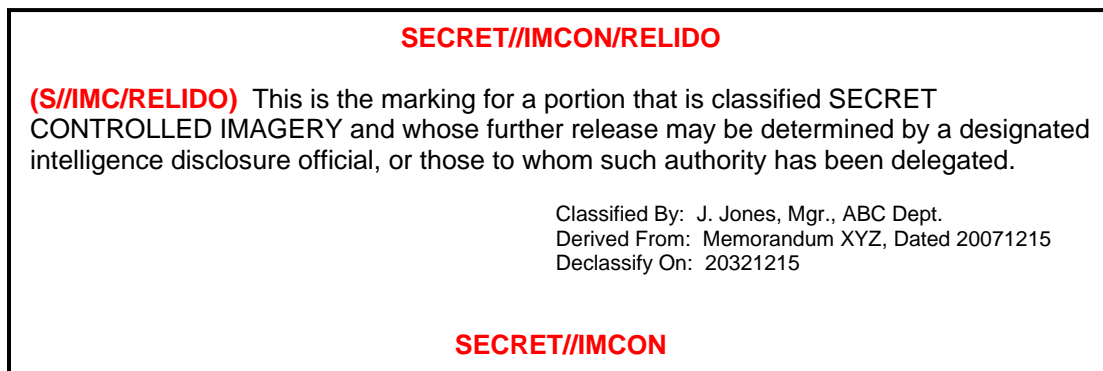 SECRET//IMCON/RELIDO
(S//IMC/RELIDO) This is the marking for a portion that is classified SECRET
CONTROLLED IMAGERY and whose further release may be determined by a designated
intelligence disclosure official, or those to whom such authority has been delegated.
Classified By: J. Jones, Mgr., ABC Dept.
Derived From: Memorandum XYZ, Dated 20071215
Declassify On: 20321215
SECRET//IMCON